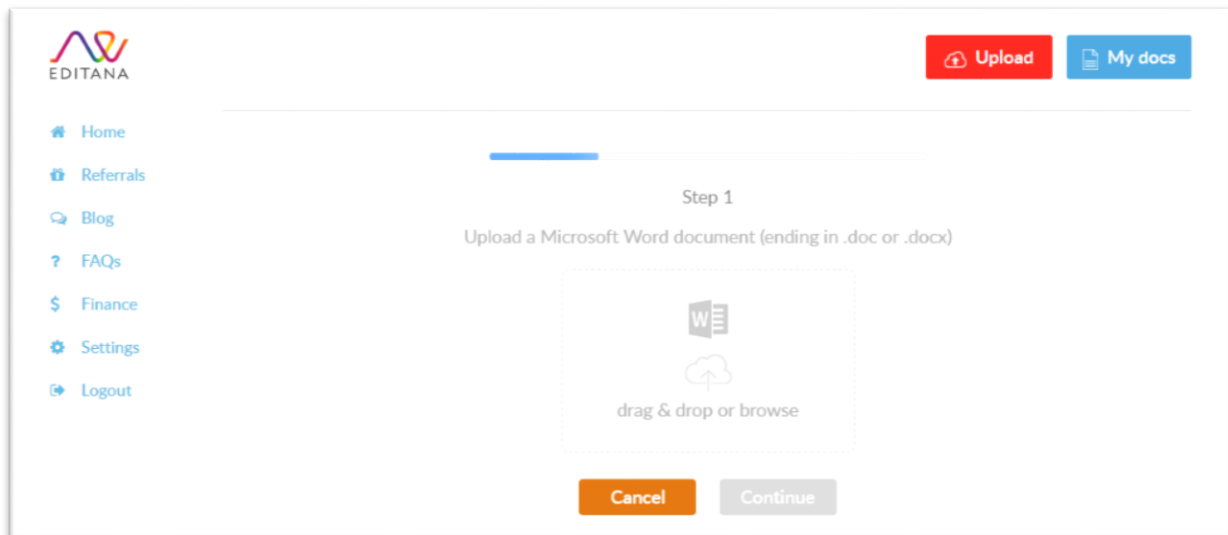 EDITANA
Upload
My docs
Home
Referrals
Blog
? FAQs
$ Finance
Settings
Logout
Step 1
Upload a Microsoft Word document (ending in .doc or .docx)
W
drag & drop or browse
Cancel
Continue